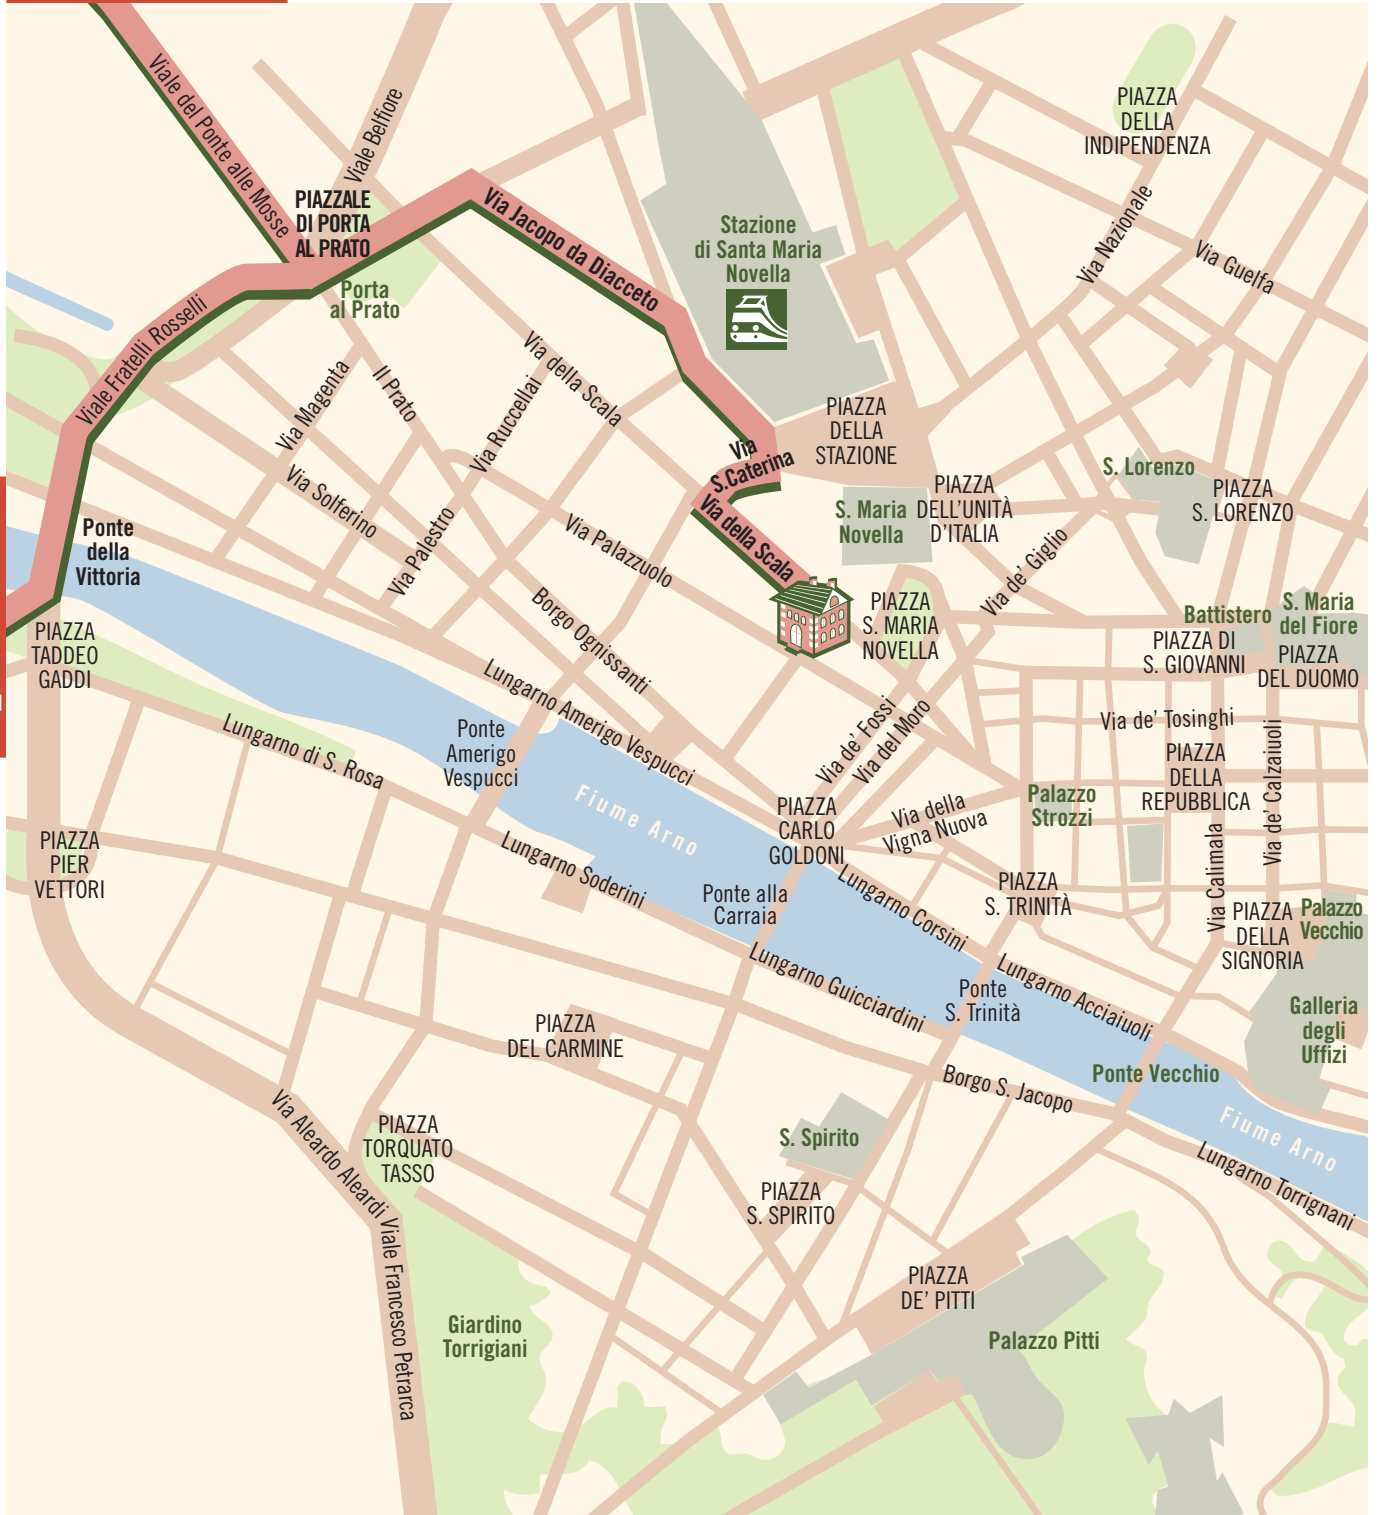 Viale del Ponte alle Mosse
Viale Belfiore
PIAZZALE
DI PORTA
AL PRATO
Via Jacopo da Diacceto
Stazione
di Santa Maria
Novella
PIAZZA
DELLA
INDIPENDENZA
Via Nazionale
Via Guelfa
Porta
al Prato
Viale Fratelli Rosselli
Via Magenta
Il Prato
Via Ruccellai
Via della Scala
PIAZZA
DELLA
STAZIONE
Via
S.Caterina
Via della Scala
S. Maria
Novella
PIAZZA
DELL'UNITÀ
D'ITALIA
S. Lorenzo
PIAZZA
S. LORENZO
Via Solferino
Via Palestro
Via Palazzuolo
Via de' Giglio
Ponte
della
Vittoria
Borgo Ognissanti
PIAZZA
S. MARIA
NOVELLA
Battistero
S. Maria
del Fiore
PIAZZA DI
S. GIOVANNI
PIAZZA
DEL DUOMO
PIAZZA
TADDEO
GADDI
Lungarno Amerigo Vespucci
Lungarno di S. Rosa
Ponte
Amerigo
Vespucci
Fiume Arno
Via de' Fossi
Via del Moro
Via de' Tosinghi
PIAZZA
DELLA
REPUBBLICA
Via de' Calzaiuoli
Palazzo
Strozzi
PIAZZA
CARLO
GOLDONI
Via della
Vigna Nuova
PIAZZA
PIER
VETTORI
Lungarno Soderini
Ponte alla
Carraia
Lungarno Corsini
PIAZZA
S. TRINITÀ
Via Calimala
PIAZZA
DELLA
SIGNORIA
Palazzo
Vecchio
Lungarno Guicciardini
Ponte
S. Trinità
Lungarno Acciaiuoli
Galleria
degli
Uffizi
PIAZZA
DEL CARMINE
Borgo S. Jacopo
Ponte Vecchio
Fiume Arno
Lungarno Torrignani
Via Aleardo Aleardi
PIAZZA
TORQUATO
TASSO
S. Spirito
PIAZZA
S. SPIRITO
Viale Francesco Petrarca
PIAZZA
DE' PITTI
Giardino
Torrigiani
Palazzo Pitti